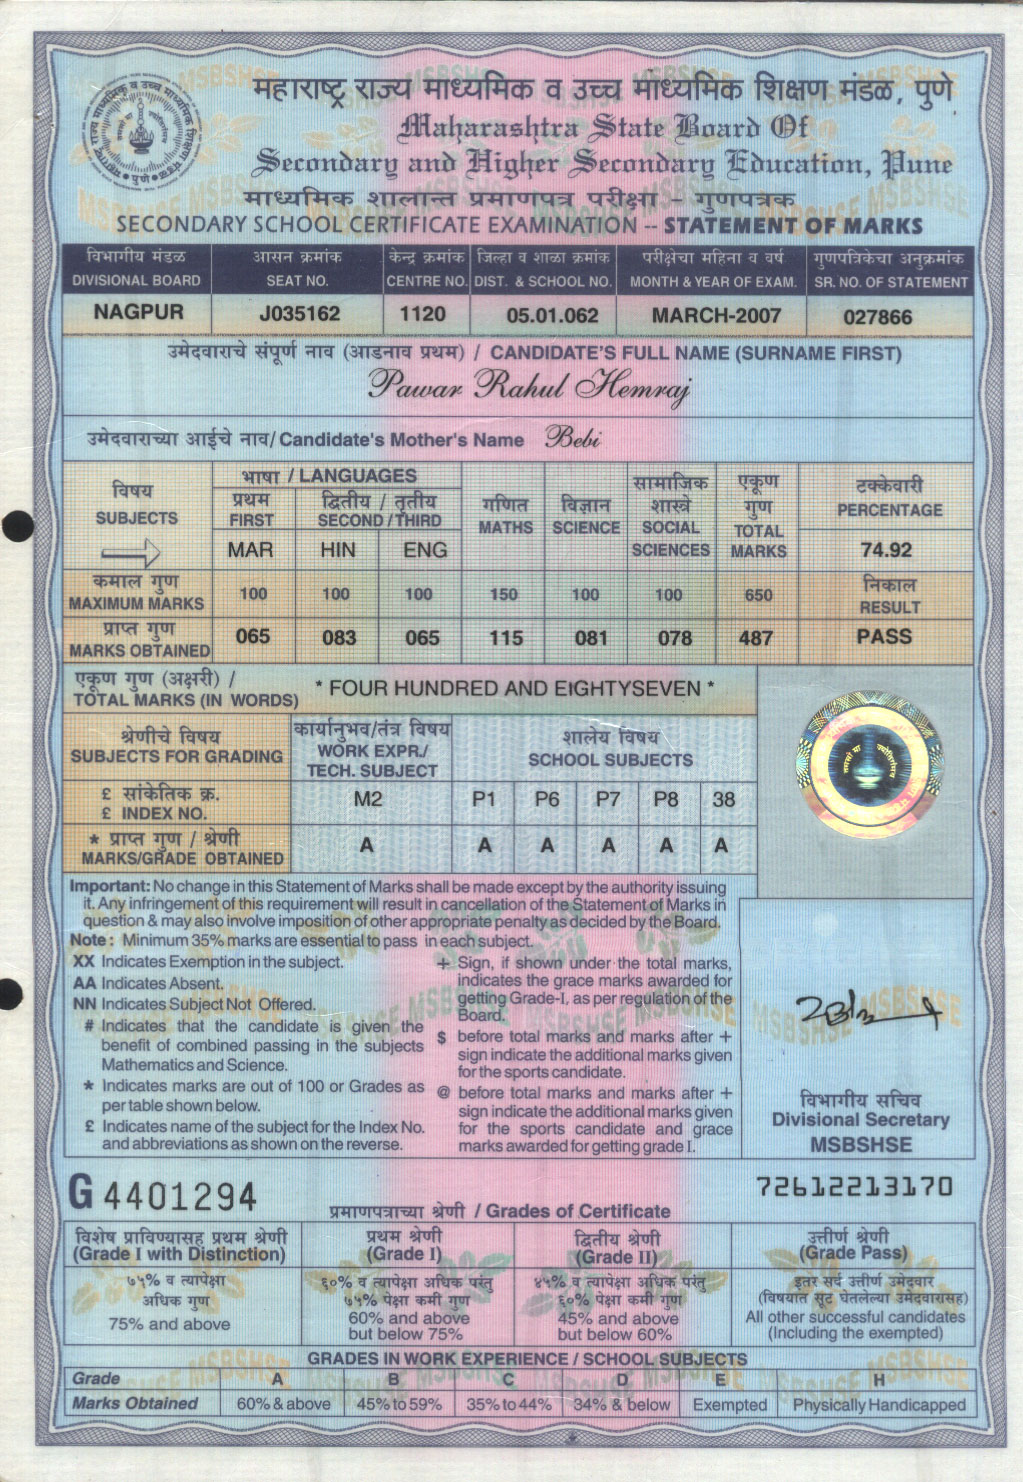 महाराष्ट्र राज्य माध्यमिक व उच्च माध्यमिक शिक्षण मंडळ, पुणे
Maharashtra State Board Of
Secondary and Higher Secondary Education, Pune
माध्यमिक शालान्त प्रमाणपत्र परीक्षा – गुणपत्रक
SECONDARY SCHOOL CERTIFICATE EXAMINATION -- STATEMENT OF MARKS
विभागीय मंडळ आसन क्रमांक केन्द्र क्रमांक जिल्हा व शाळा क्रमांक परीक्षेचा महिना व वर्ष गुणपत्रिकेचा अनुक्रमांक
DIVISIONAL BOARD SEAT NO. CENTRE NO. DIST. & SCHOOL NO. MONTH & YEAR OF EXAM. SR. NO. OF STATEMENT
NAGPUR J035162 1120 05.01.062 MARCH-2007 027866
उमेदवाराचे संपूर्ण नाव (आडनाव प्रथम) / CANDIDATE'S FULL NAME (SURNAME FIRST)
Pawar Rahul Hemraj
उमेदवाराच्या आईचे नाव/ Candidate's Mother's Name Bebi
विषय
SUBJECTS
भाषा / LANGUAGES
प्रथम
FIRST
द्वितीय / तृतीय
SECOND / THIRD
MAR HIN ENG
गणित
MATHS
विज्ञान
SCIENCE
सामाजिक
शास्त्रे
SOCIAL
SCIENCES
एकूण
गुण
TOTAL
MARKS
टक्केवारी
PERCENTAGE
74.92
कमाल गुण
MAXIMUM MARKS 100 100 100 150 100 100 650
निकाल
RESULT
प्राप्त गुण
MARKS OBTAINED 065 083 065 115 081 078 487 PASS
एकूण गुण (अक्षरी) /
TOTAL MARKS (IN WORDS) * FOUR HUNDRED AND EIGHTYSEVEN *
श्रेणीचे विषय
SUBJECTS FOR GRADING
कार्यानुभव/तंत्र विषय
WORK EXPR./
TECH. SUBJECT
शालेय विषय
SCHOOL SUBJECTS
£ सांकेतिक क्र.
£ INDEX NO. M2 P1 P6 P7 P8 38
* प्राप्त गुण / श्रेणी
MARKS/GRADE OBTAINED A A A A A A
Important: No change in this Statement of Marks shall be made except by the authority issuing
it. Any infringement of this requirement will result in cancellation of the Statement of Marks in
question & may also involve imposition of other appropriate penalty as decided by the Board.
Note : Minimum 35% marks are essential to pass in each subject.
XX Indicates Exemption in the subject.
AA Indicates Absent.
NN Indicates Subject Not Offered.
# Indicates that the candidate is given the
benefit of combined passing in the subjects
Mathematics and Science.
* Indicates marks are out of 100 or Grades as
per table shown below.
£ Indicates name of the subject for the Index No.
and abbreviations as shown on the reverse.
+ Sign, if shown under the total marks,
indicates the grace marks awarded for
getting Grade-I, as per regulation of the
Board.
$ before total marks and marks after +
sign indicate the additional marks given
for the sports candidate.
@ before total marks and marks after +
sign indicate the additional marks given
for the sports candidate and grace
marks awarded for getting grade I.
विभागीय सचिव
Divisional Secretary
MSBSHSE
G 4401294
72612213170
प्रमाणपत्राच्या श्रेणी / Grades of Certificate
विशेष प्राविण्यासह प्रथम श्रेणी
(Grade I with Distinction)
प्रथम श्रेणी
(Grade I)
द्वितीय श्रेणी
(Grade II)
उत्तीर्ण श्रेणी
(Grade Pass)
७५% व त्यापेक्षा
अधिक गुण
75% and above
६०% व त्यापेक्षा अधिक परंतु
७५% पेक्षा कमी गुण
60% and above
but below 75%
४५% व त्यापेक्षा अधिक परंतु
६०% पेक्षा कमी गुण
45% and above
but below 60%
इतर सर्व उत्तीर्ण उमेदवार
(विषयात सूट घेतलेल्या उमेदवारासह)
All other successful candidates
(Including the exempted)
GRADES IN WORK EXPERIENCE / SCHOOL SUBJECTS
Grade A B C D E H
Marks Obtained 60% & above 45% to 59% 35% to 44% 34% & below Exempted Physically Handicapped